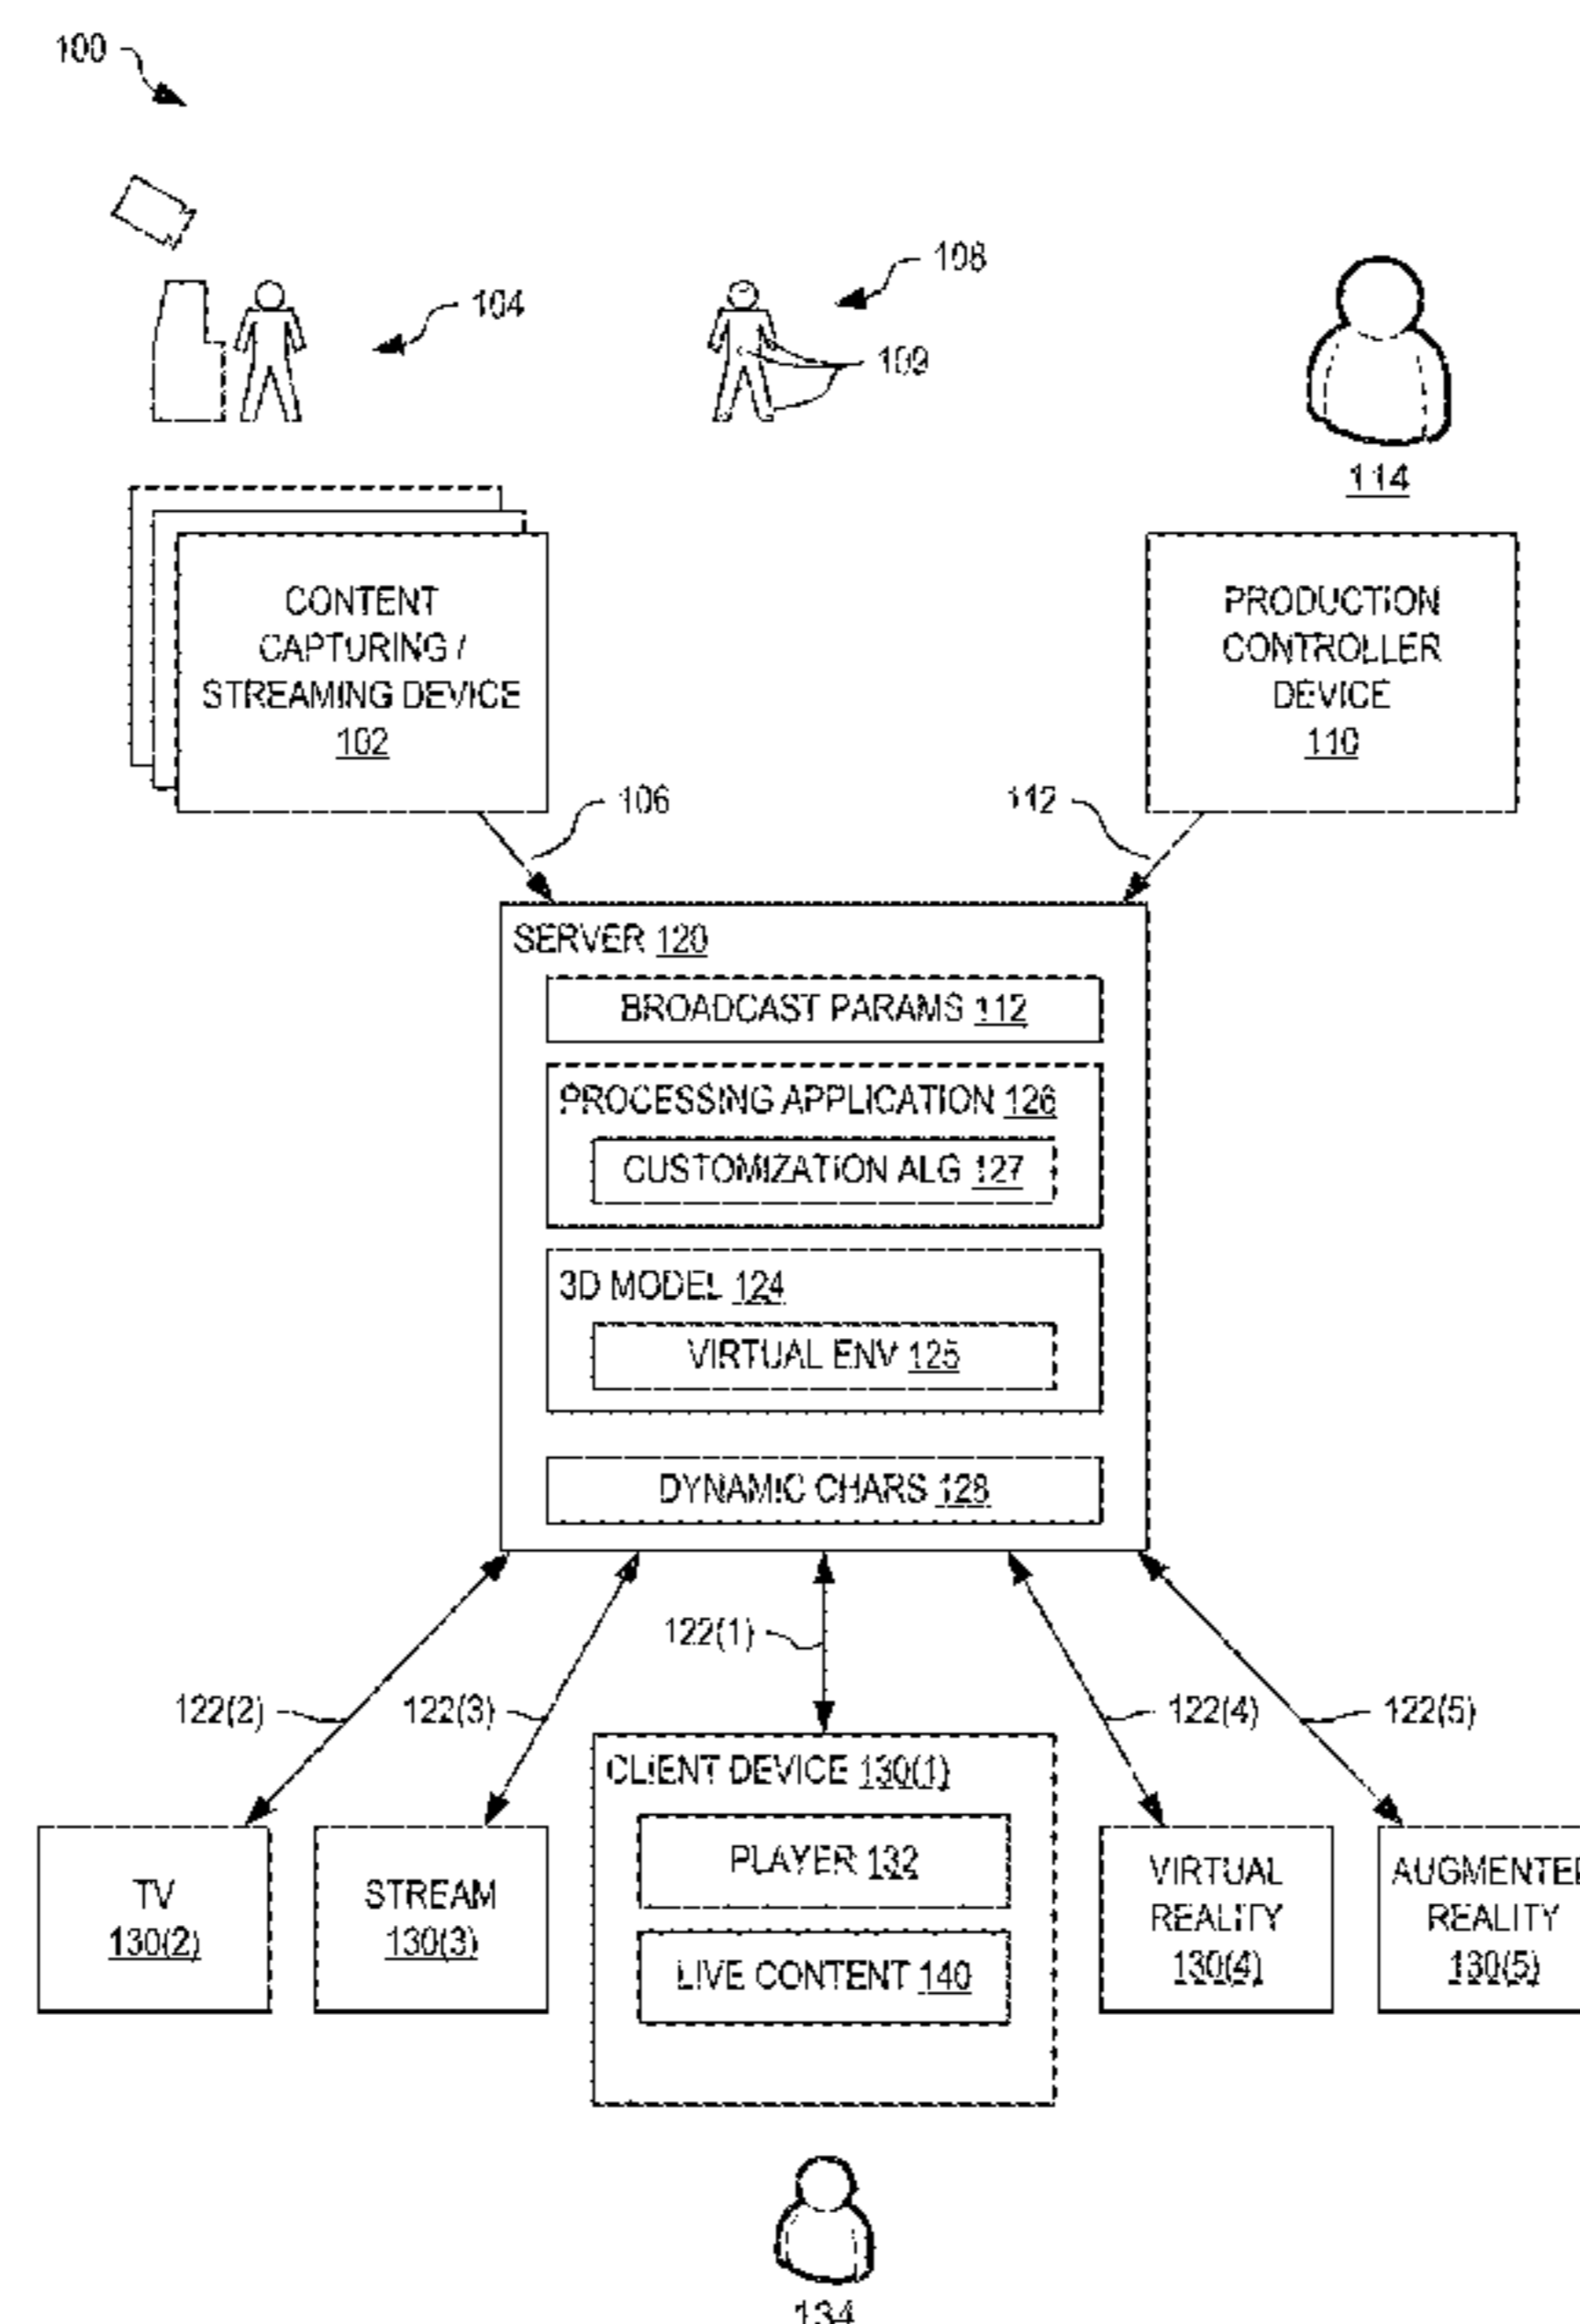 100
108
104
109
114
CONTENT
CAPTURING /
STREAMING DEVICE
102
PRODUCTION
CONTROLLER
DEVICE
110
106
112
SERVER 120
BROADCAST PARAMS 112
PROCESSING APPLICATION 126
CUSTOMIZATION ALG 127
3D MODEL 124
VIRTUAL ENV 125
DYNAMIC CHARS 128
122(1)
122(2)
122(3)
122(4)
122(5)
CLIENT DEVICE 130(1)
PLAYER 132
LIVE CONTENT 140
TV
130(2)
STREAM
130(3)
VIRTUAL
REALITY
130(4)
AUGMENTED
REALITY
130(5)
134